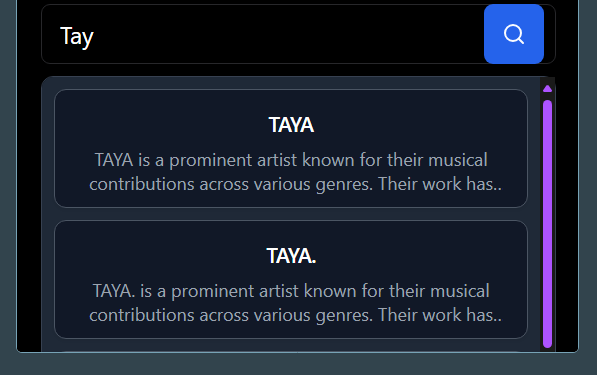 Tay
TAYA
TAYA is a prominent artist known for their musical
contributions across various genres. Their work has..
TAYA.
TAYA. is a prominent artist known for their musical
contributions across various genres. Their work has..